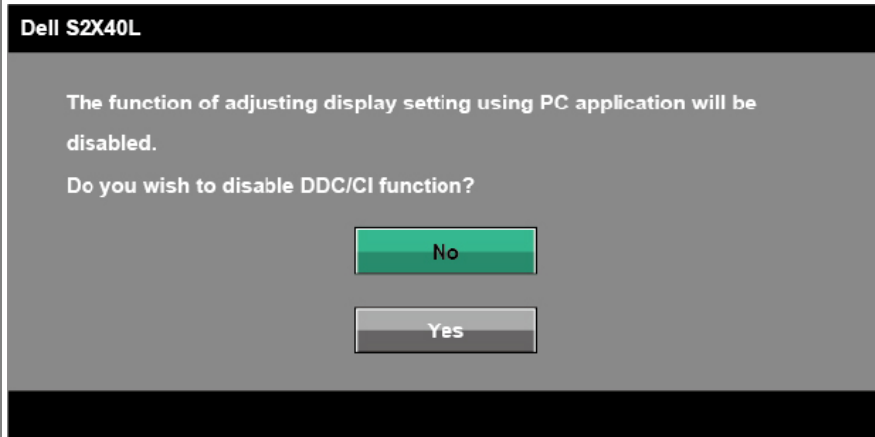 Dell S2X40L
The function of adjusting display setting using PC application will be
disabled.
Do you wish to disable DDC/CI function?
No
Yes